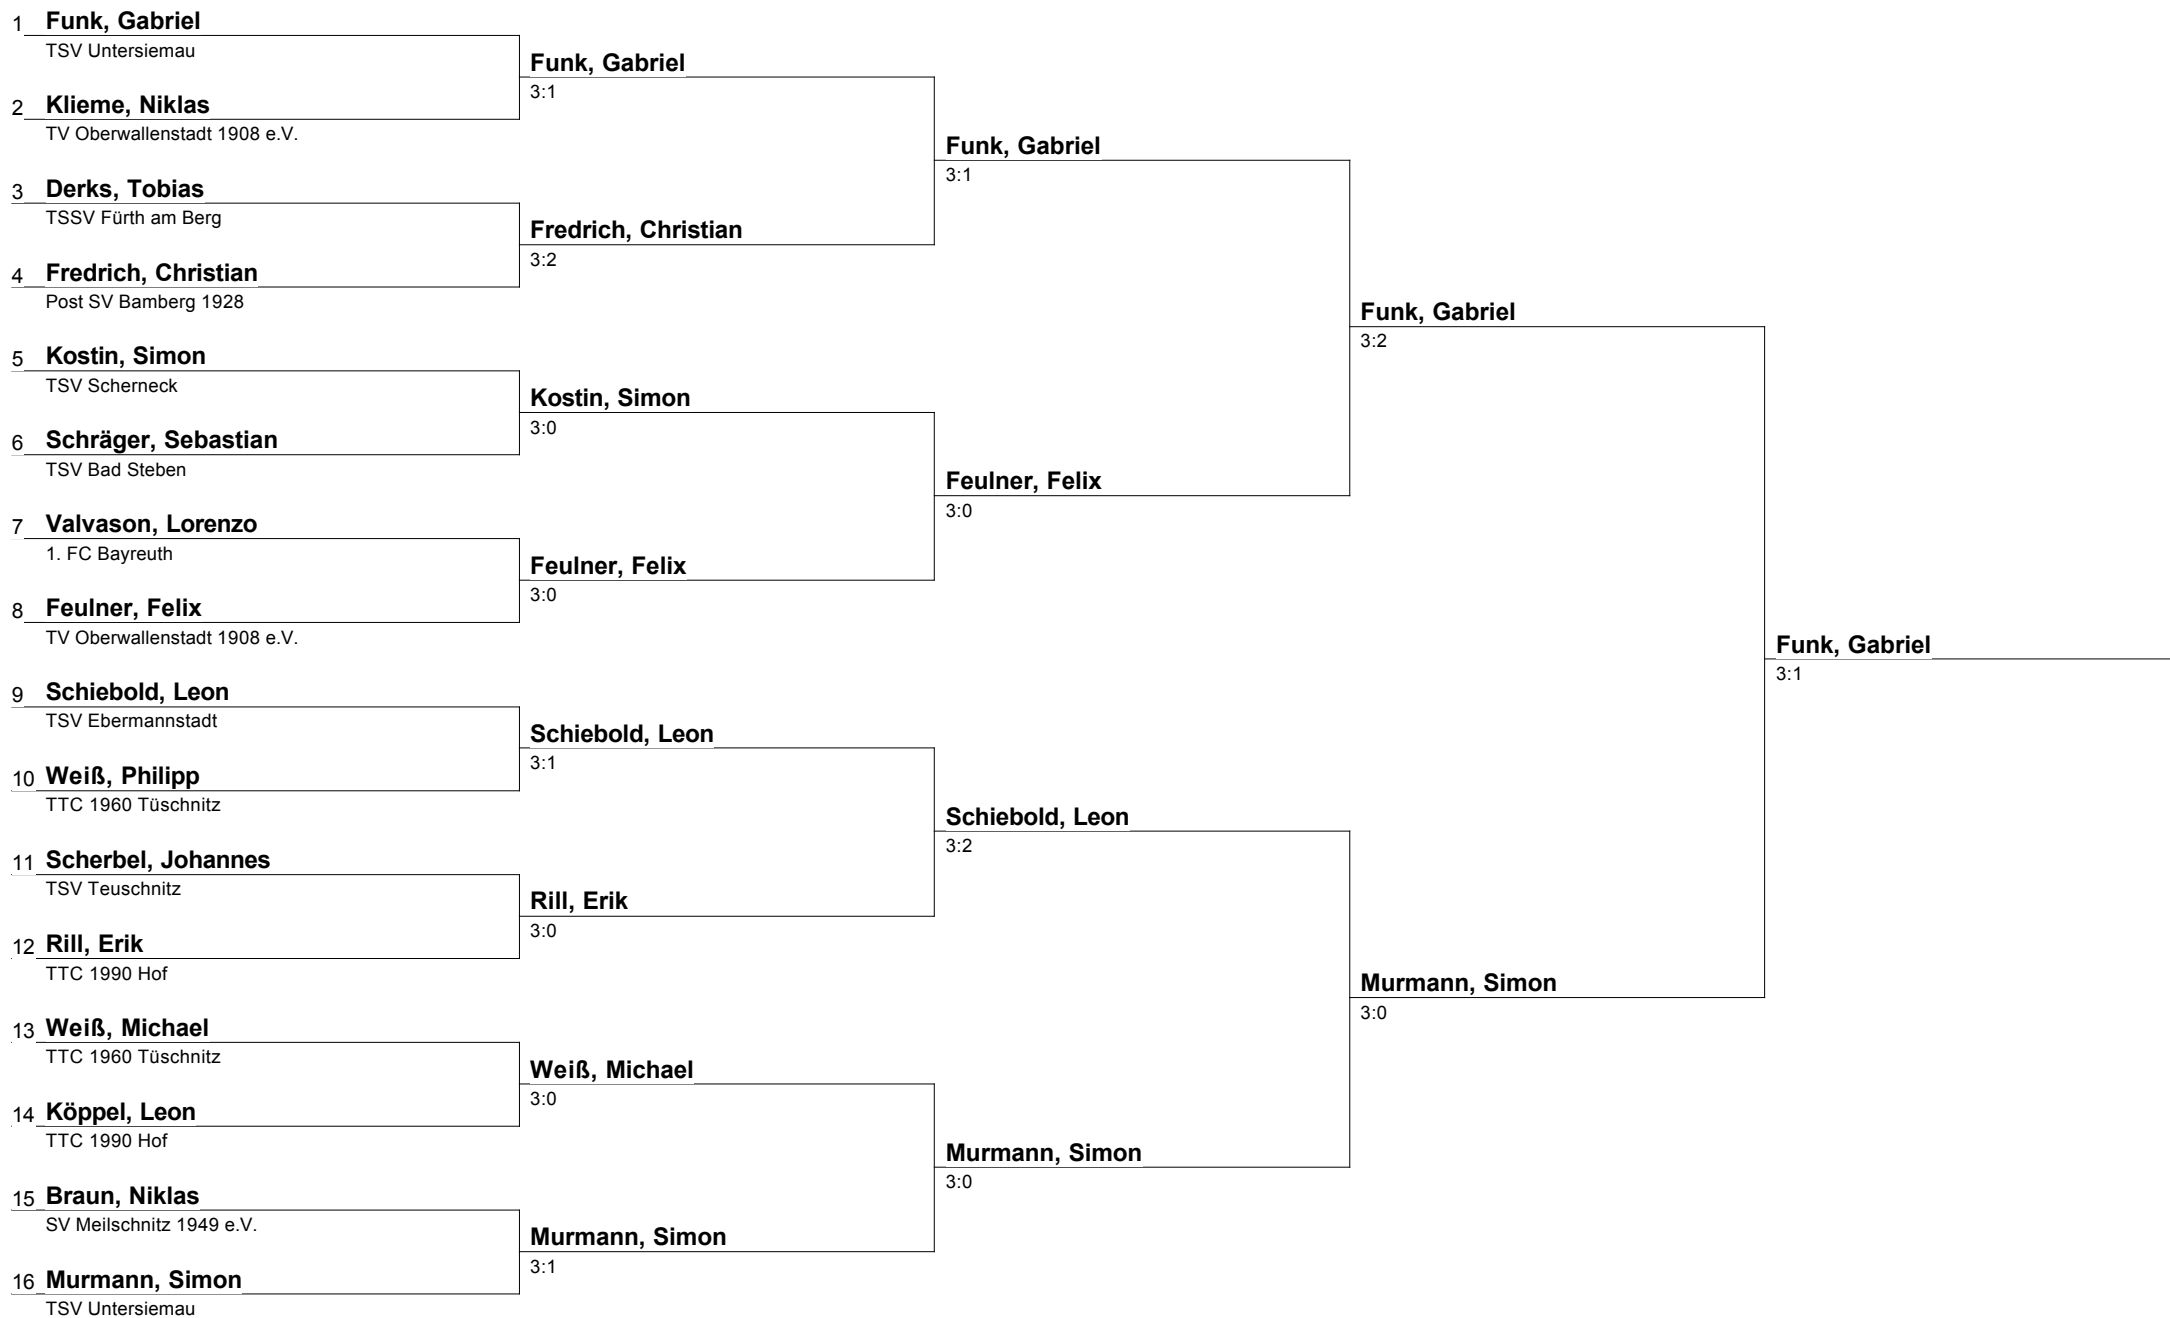 1 Funk, Gabriel
TSV Untersiemau
2 Klieme, Niklas
TV Oberwallenstadt 1908 e.V.
3 Derks, Tobias
TSSV Fürth am Berg
4 Fredrich, Christian
Post SV Bamberg 1928
5 Kostin, Simon
TSV Scherneck
6 Schräger, Sebastian
TSV Bad Steben
7 Valvason, Lorenzo
1. FC Bayreuth
8 Feulner, Felix
TV Oberwallenstadt 1908 e.V.
9 Schiebold, Leon
TSV Ebermannstadt
10 Weiß, Philipp
TTC 1960 Tüschnitz
11 Scherbel, Johannes
TSV Teuschnitz
12 Rill, Erik
TTC 1990 Hof
13 Weiß, Michael
TTC 1960 Tüschnitz
14 Köppel, Leon
TTC 1990 Hof
15 Braun, Niklas
SV Meilschnitz 1949 e.V.
16 Murmann, Simon
TSV Untersiemau
Funk, Gabriel
3:1
Fredrich, Christian
3:2
Kostin, Simon
3:0
Feulner, Felix
3:0
Schiebold, Leon
3:1
Rill, Erik
3:0
Weiß, Michael
3:0
Murmann, Simon
3:1
Funk, Gabriel
3:1
Feulner, Felix
3:0
Schiebold, Leon
3:2
Murmann, Simon
3:0
Funk, Gabriel
3:2
Murmann, Simon
3:0
Funk, Gabriel
3:1